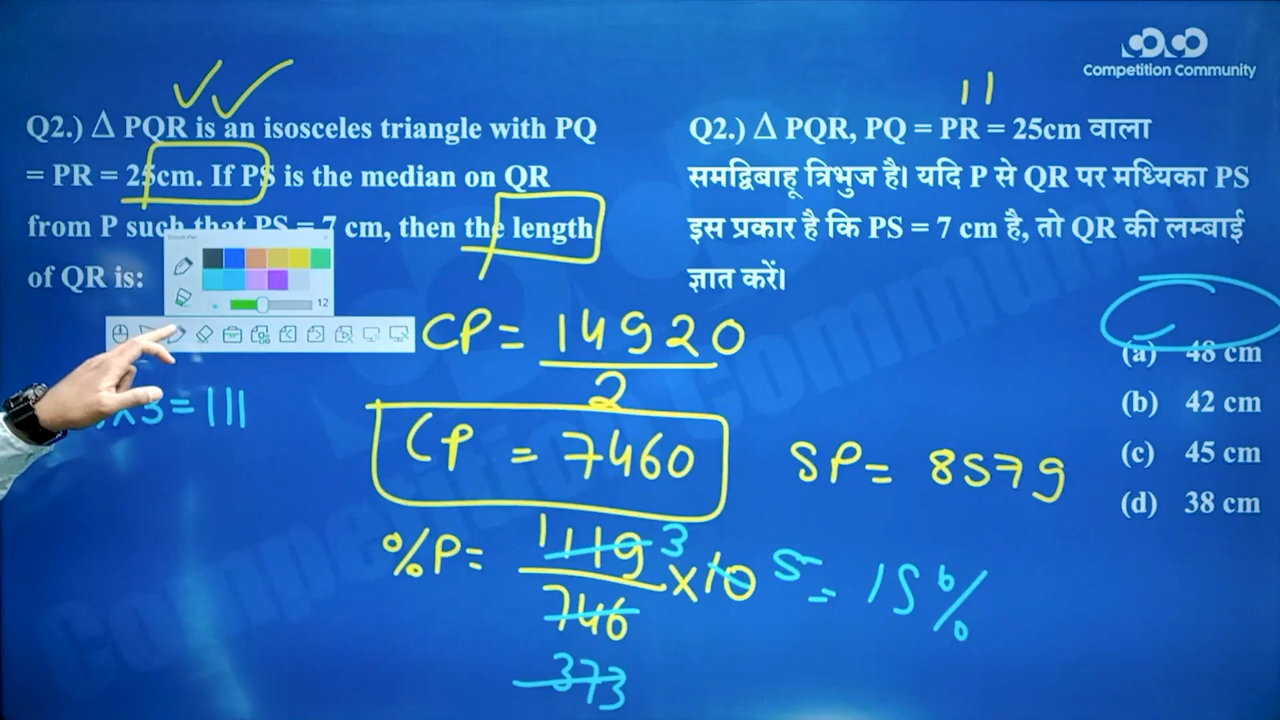 Competition Community
Q2.) Δ PQR is an isosceles triangle with PQ
= PR = 25cm. If PS is the median on QR
from P such that PS = 7 cm, then the length
of QR is:
12
Q2.) Δ PQR, PQ = PR = 25cm वाला
समद्विबाहू त्रिभुज है। यदि P से QR पर मध्यिका PS
इस प्रकार है कि PS = 7 cm है, तो QR की लम्बाई
ज्ञात करें।
(a) 48 cm
(b) 42 cm
(c) 45 cm
(d) 38 cm
CP = 14920
2
CP = 7460
SP = 8579
%P = 1119 3 × 10 5 = 15%
746
373
×3 = 111